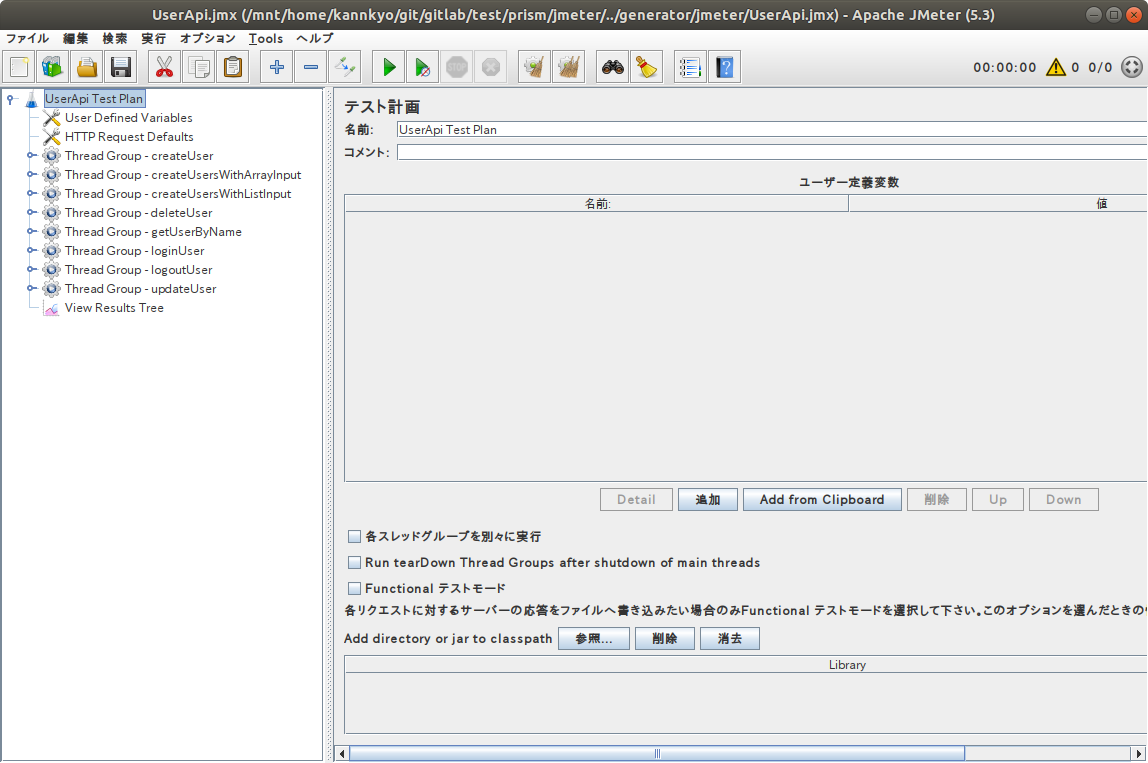 UserApi.jmx (/mnt/home/kannkyo/git/gitlab/test/prism/jmeter/../generator/jmeter/UserApi.jmx) - Apache JMeter (5.3)
ファイル 編集 検索 実行 オプション Tools ヘルプ
STOP 00:00:00 0 0/0
UserApi Test Plan
User Defined Variables
HTTP Request Defaults
Thread Group - createUser
Thread Group - createUsersWithArrayInput
Thread Group - createUsersWithListInput
Thread Group - deleteUser
Thread Group - getUserByName
Thread Group - loginUser
Thread Group - logoutUser
Thread Group - updateUser
View Results Tree
テスト計画
名前: UserApi Test Plan
コメント:
ユーザー定義変数
名前: 値
Detail 追加 Add from Clipboard 削除 Up Down
各スレッドグループを別々に実行
Run tearDown Thread Groups after shutdown of main threads
Functional テストモード
各リクエストに対するサーバーの応答をファイルへ書き込みたい場合のみFunctional テストモードを選択して下さい。このオプションを選んだときの
Add directory or jar to classpath 参照... 削除 消去
Library